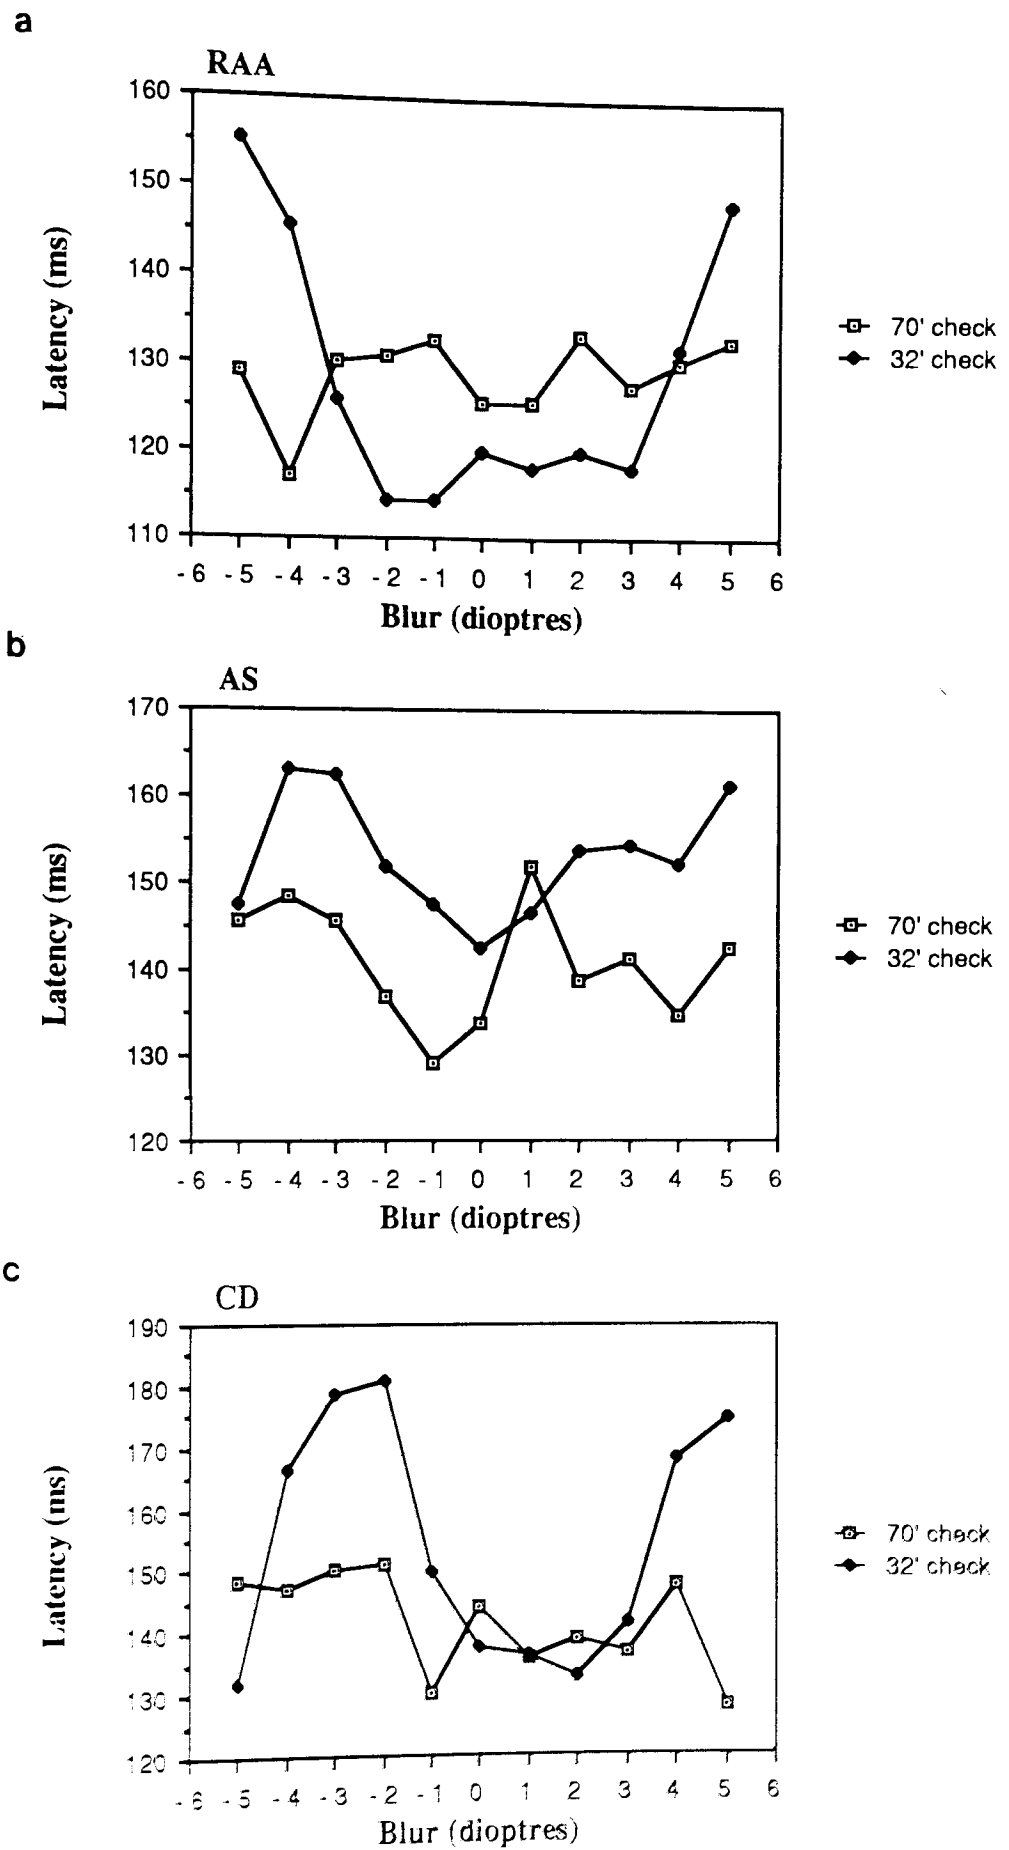 a
RAA
160
150
140
130
120
110
Latency (ms)
- 6 - 5 - 4 - 3 - 2 - 1 0 1 2 3 4 5 6
Blur (dioptres)
70' check
32' check
b
AS
170
160
150
140
130
120
Latency (ms)
- 6 - 5 - 4 - 3 - 2 - 1 0 1 2 3 4 5 6
Blur (dioptres)
70' check
32' check
c
CD
190
180
170
160
150
140
130
120
Latency (ms)
- 6 - 5 - 4 - 3 - 2 - 1 0 1 2 3 4 5 6
Blur (dioptres)
70' check
32' check